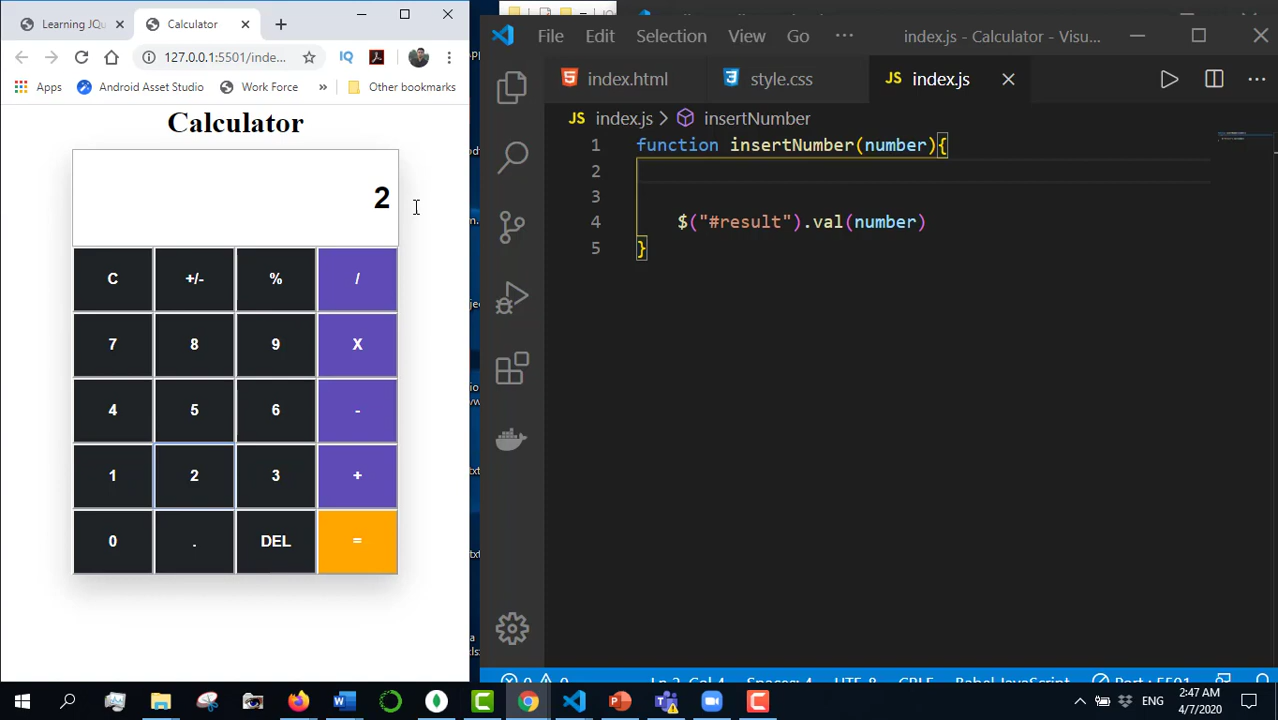 Learning JQu
Calculator
127.0.0.1:5501/inde...
Apps
Android Asset Studio
Work Force
»
Other bookmarks
Calculator
2
C +/- % /
7 8 9 X
4 5 6 -
1 2 3 +
0 . DEL =
File Edit Selection View Go ··· index.js - Calculator - Visu...
index.html
style.css
JS index.js
JS index.js > insertNumber
1 function insertNumber(number){
2
3
4 $("#result").val(number)
5 }
ENG
2:47 AM
4/7/2020